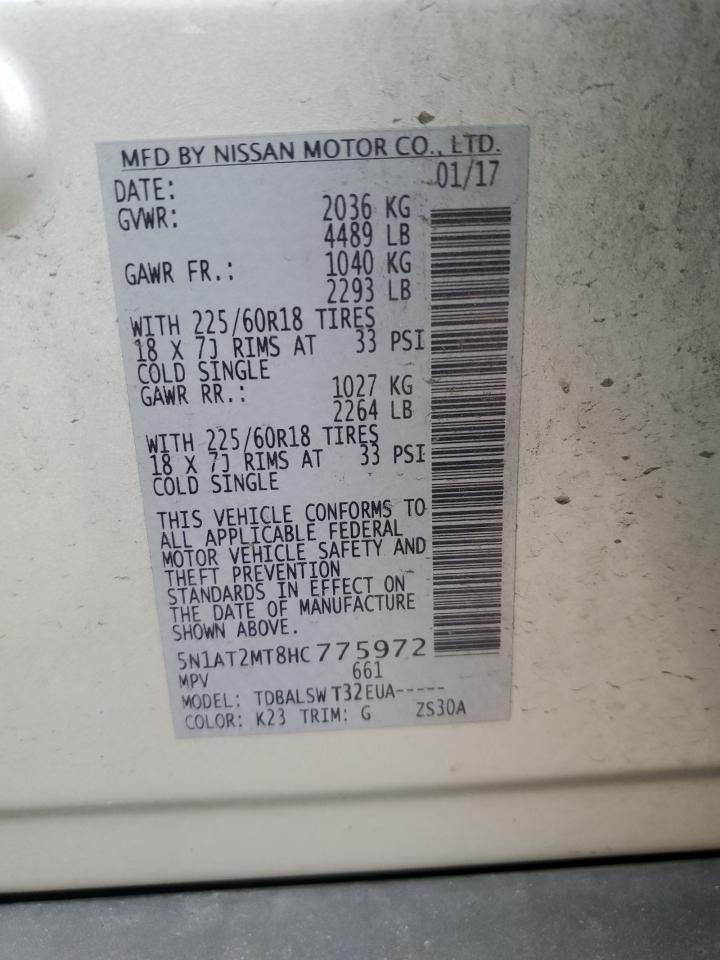 MFD BY NISSAN MOTOR CO., LTD.
DATE: 01/17
GVWR: 2036 KG
4489 LB
GAWR FR.: 1040 KG
2293 LB
WITH 225/60R18 TIRES
18 X 7J RIMS AT 33 PSI
COLD SINGLE
GAWR RR.: 1027 KG
2264 LB
WITH 225/60R18 TIRES
18 X 7J RIMS AT 33 PSI
COLD SINGLE
THIS VEHICLE CONFORMS TO
ALL APPLICABLE FEDERAL
MOTOR VEHICLE SAFETY AND
THEFT PREVENTION
STANDARDS IN EFFECT ON
THE DATE OF MANUFACTURE
SHOWN ABOVE.
5N1AT2MT8HC775972
MPV 661
MODEL: TDBALSWT32EUA-----
COLOR: K23 TRIM: G ZS30A